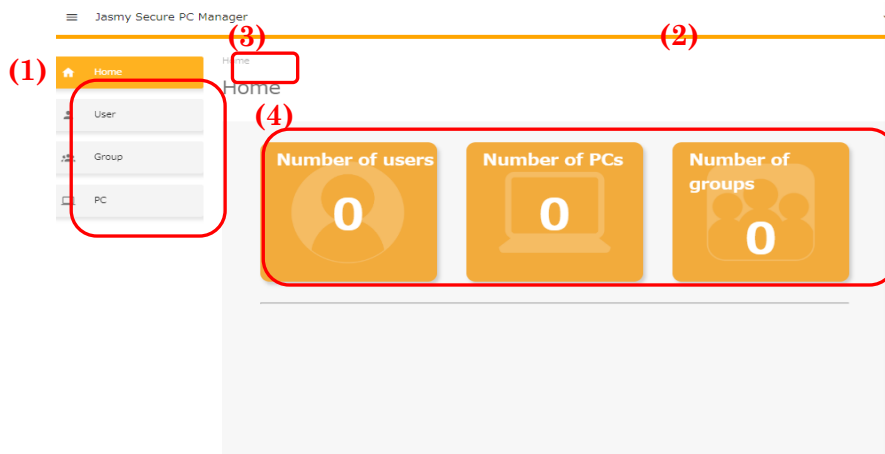 Jasmy Secure PC Manager
(3)
(2)
Home
(1)
Home
Home
User
Group
PC
(4)
Number of users
0
Number of PCs
0
Number of
groups
0